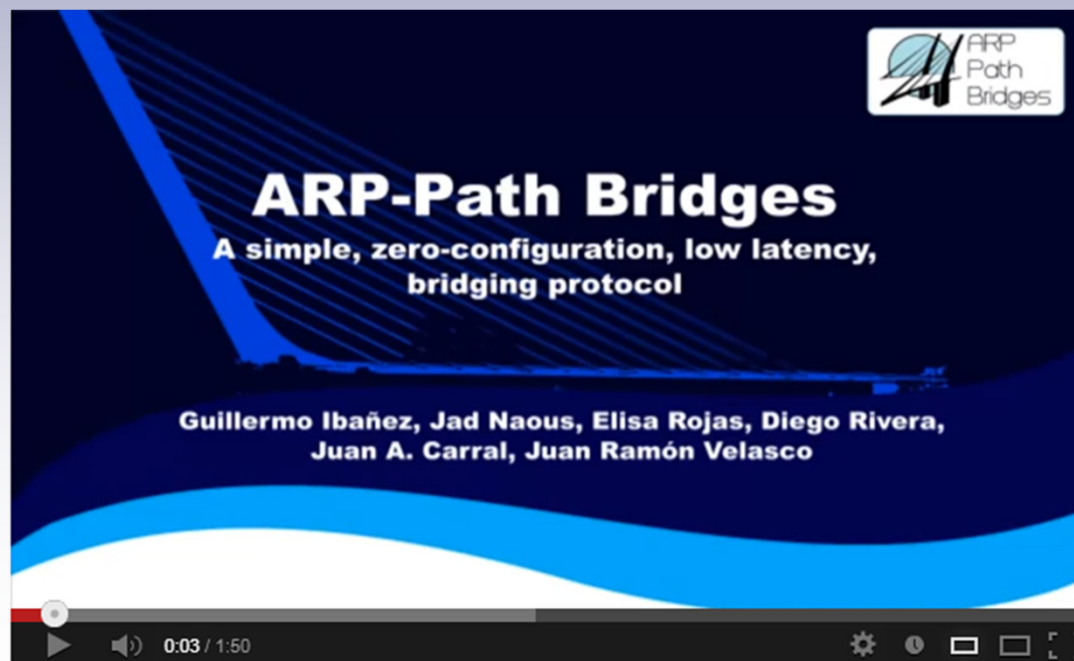 ARP
Path
Bridges
ARP-Path Bridges
A simple, zero-configuration, low latency,
bridging protocol
Guillermo Ibañez, Jad Naous, Elisa Rojas, Diego Rivera,
Juan A. Carral, Juan Ramón Velasco
0:03 / 1:50